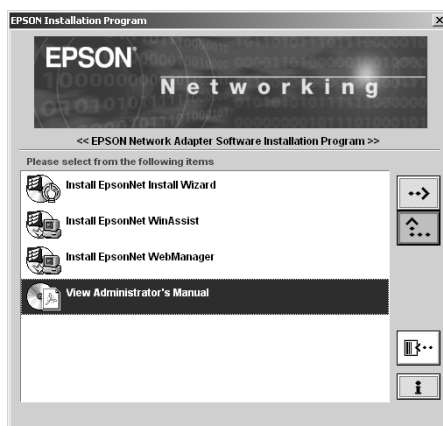 EPSON Installation Program
EPSON
Networking
<< EPSON Network Adapter Software Installation Program >>
Please select from the following items
Install EpsonNet Install Wizard
Install EpsonNet WinAssist
Install EpsonNet WebManager
View Administrator's Manual